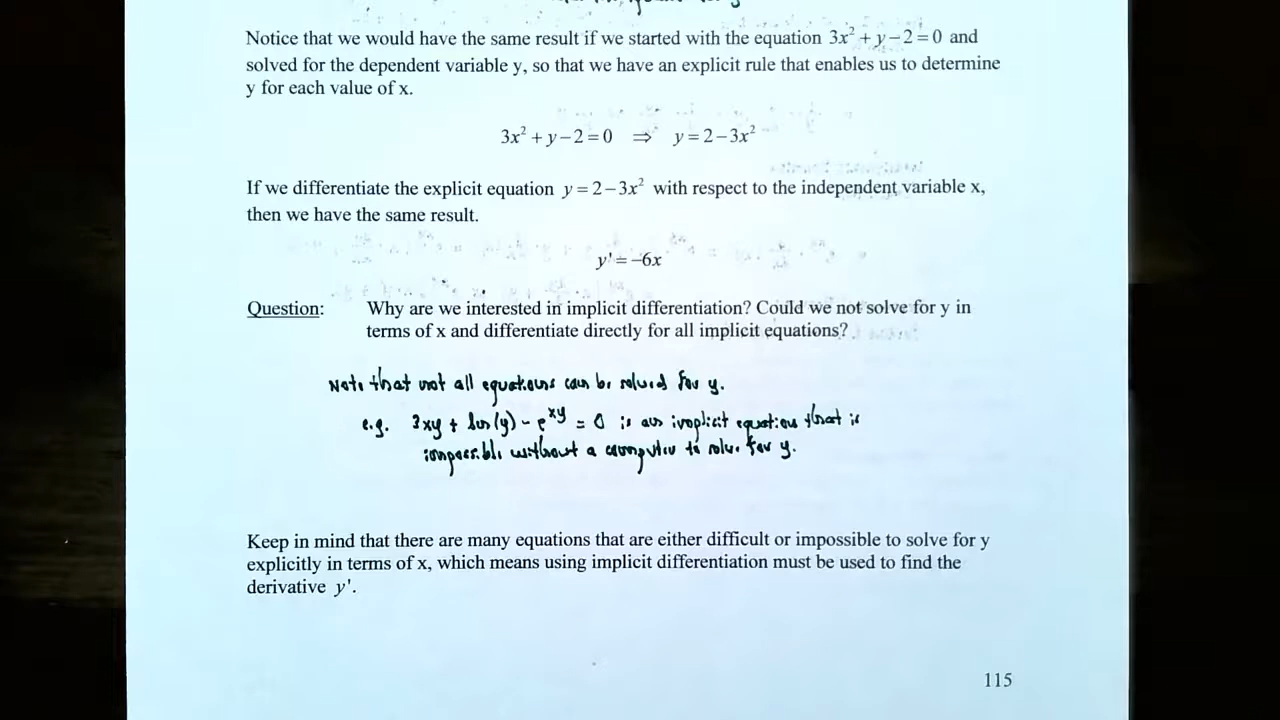 Notice that we would have the same result if we started with the equation 3x² + y − 2 = 0 and
solved for the dependent variable y, so that we have an explicit rule that enables us to determine
y for each value of x.
3x² + y − 2 = 0 ⇒ y = 2 − 3x²
If we differentiate the explicit equation y = 2 − 3x² with respect to the independent variable x,
then we have the same result.
y' = −6x
Question: Why are we interested in implicit differentiation? Could we not solve for y in
terms of x and differentiate directly for all implicit equations?
Note that not all equations can be solved for y.
e.g. 3xy + ln(y) − e^xy = 0 is an implicit equation that is
impossible without a computer to solve for y.
Keep in mind that there are many equations that are either difficult or impossible to solve for y
explicitly in terms of x, which means using implicit differentiation must be used to find the
derivative y'.
115